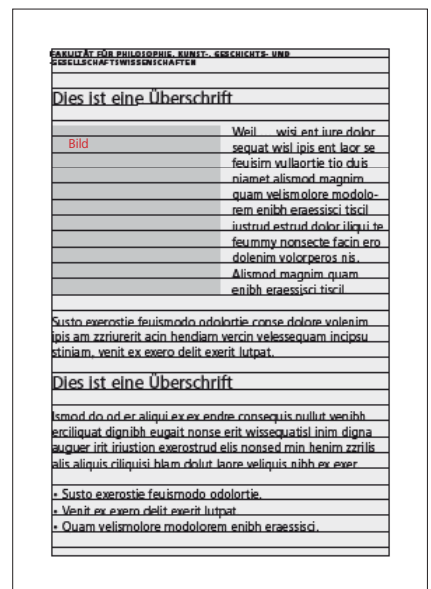 FAKULTÄT FÜR PHILOSOPHIE, KUNST-, GESCHICHTS- UND
GESELLSCHAFTSWISSENSCHAFTEN
Dies ist eine Überschrift
Bild
Weil wisi ent iure dolor
sequat wisl ipis ent laor se
feuisim vullaortie tio duis
niamet alismod magnim
quam velismolore modolo-
rem enibh eraessisci tiscil
iustrud estrud dolor iliqui te
feummy nonsecte facin ero
dolenim volorperos nis.
Alismod magnim quam
enibh eraessisci tiscil
Susto exerostie feuismodo odolortie conse dolore volenim
ipis am zzriurerit acin hendiam vercin velessequam incipsu
stiniam, venit ex exero delit exerit lutpat.
Dies ist eine Überschrift
Ismod do od er aliqui ex ex endre consequis nullut venibh
erciliquat dignibh eugait nonse erit wissequatisl inim digna
auguer irit iriustion exerostrud elis nonsed min henim zzrilis
alis aliquis ciliquisi blam dolut laore veliquis nibh ex exer
• Susto exerostie feuismodo odolortie.
• Venit ex exero delit exerit lutpat.
• Quam velismolore modolorem enibh eraessisci.